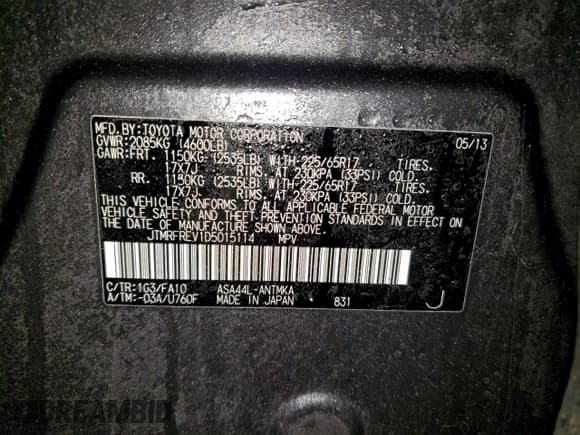 MFD.BY:TOYOTA MOTOR CORPORATION 05/13
GVWR:2085KG (4600LB)
GAWR:FRT. 1150KG (2535LB) WITH-225/65R17 TIRES,
17X7J RIMS, AT 230KPA (33PSI) COLD.
RR. 1150KG (2535LB) WITH-225/65R17 TIRES,
17X7J RIMS, AT 230KPA (33PSI) COLD.
THIS VEHICLE CONFORMS TO ALL APPLICABLE FEDERAL MOTOR
VEHICLE SAFETY AND THEFT PREVENTION STANDARDS IN EFFECT ON
THE DATE OF MANUFACTURE SHOWN ABOVE.
JTMRFREV1D5015114 MPV
C/TR:1G3/FA10 ASA44L-ANTMKA
A/TM:-03A/U760F MADE IN JAPAN 831 J
DREAMBID